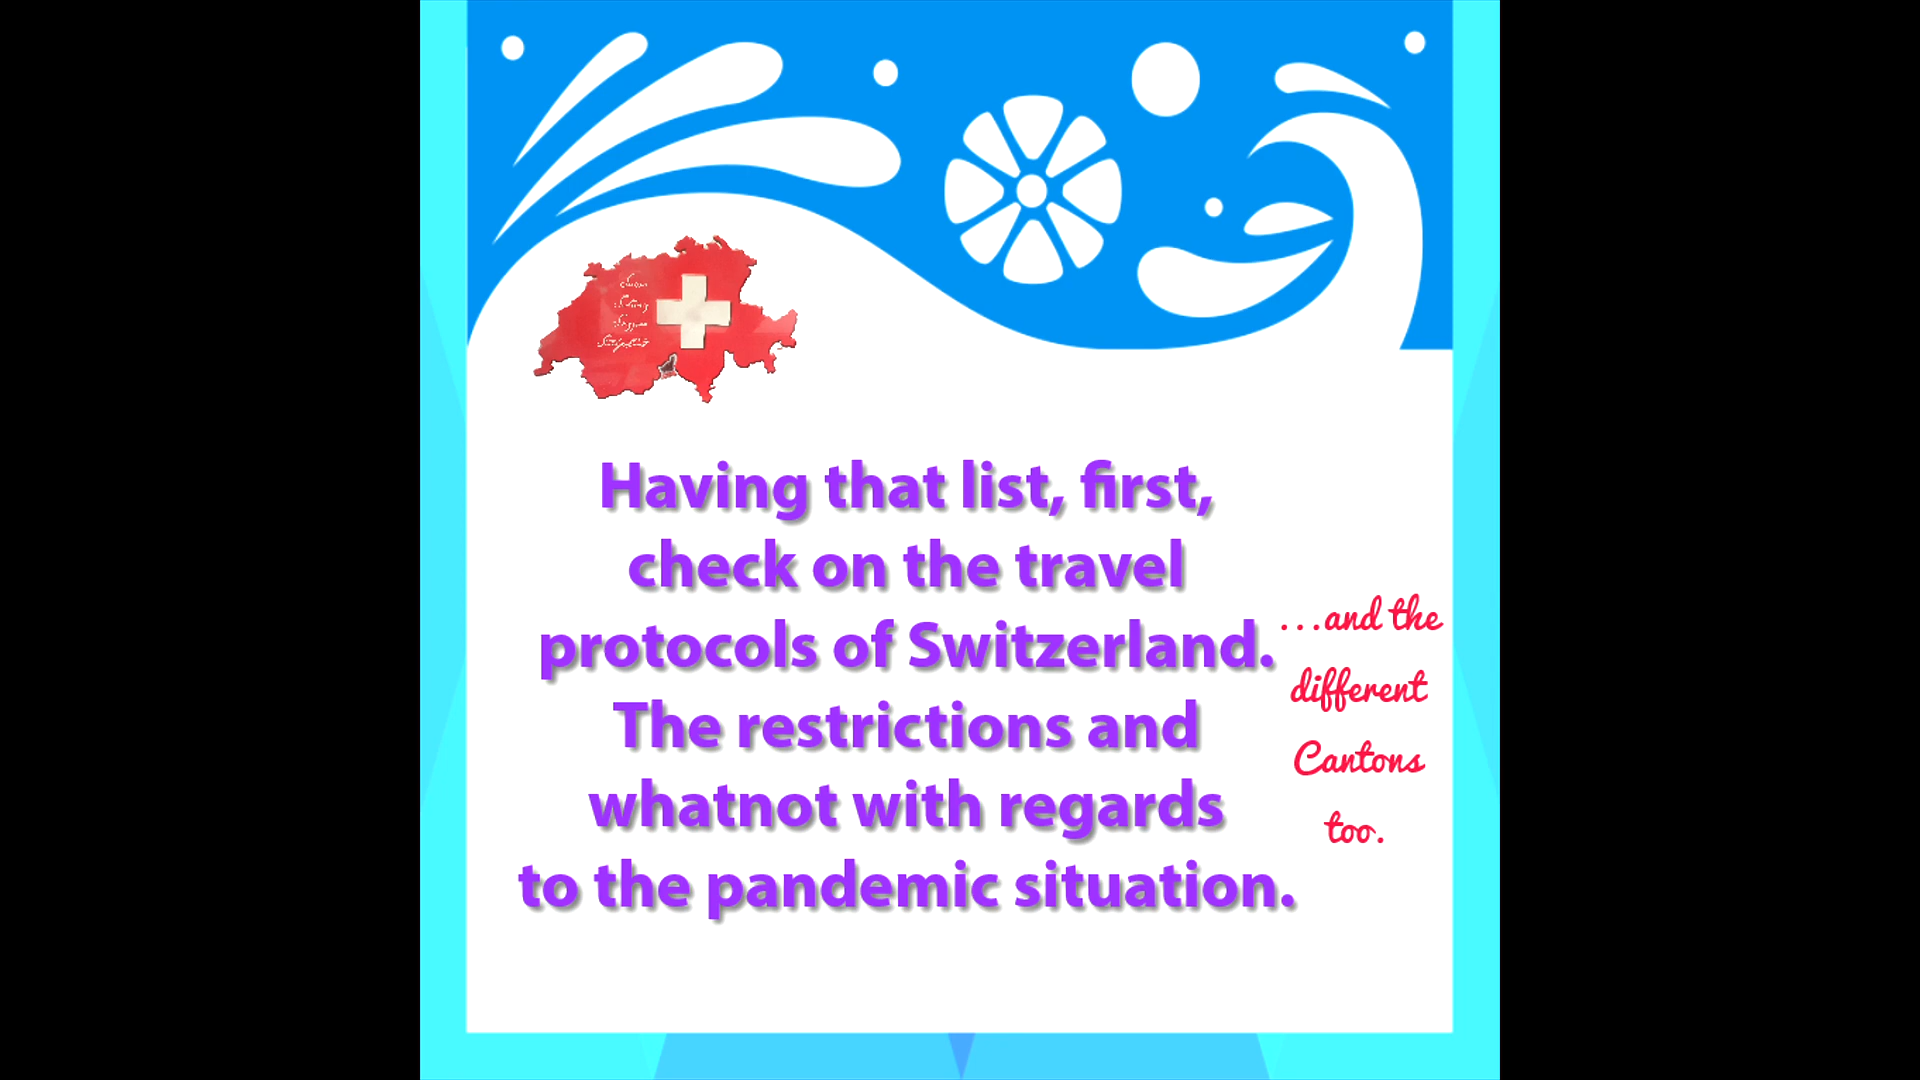 Having that list, first,
check on the travel
protocols of Switzerland.
The restrictions and
whatnot with regards
to the pandemic situation.
...and the
different
Cantons
too.